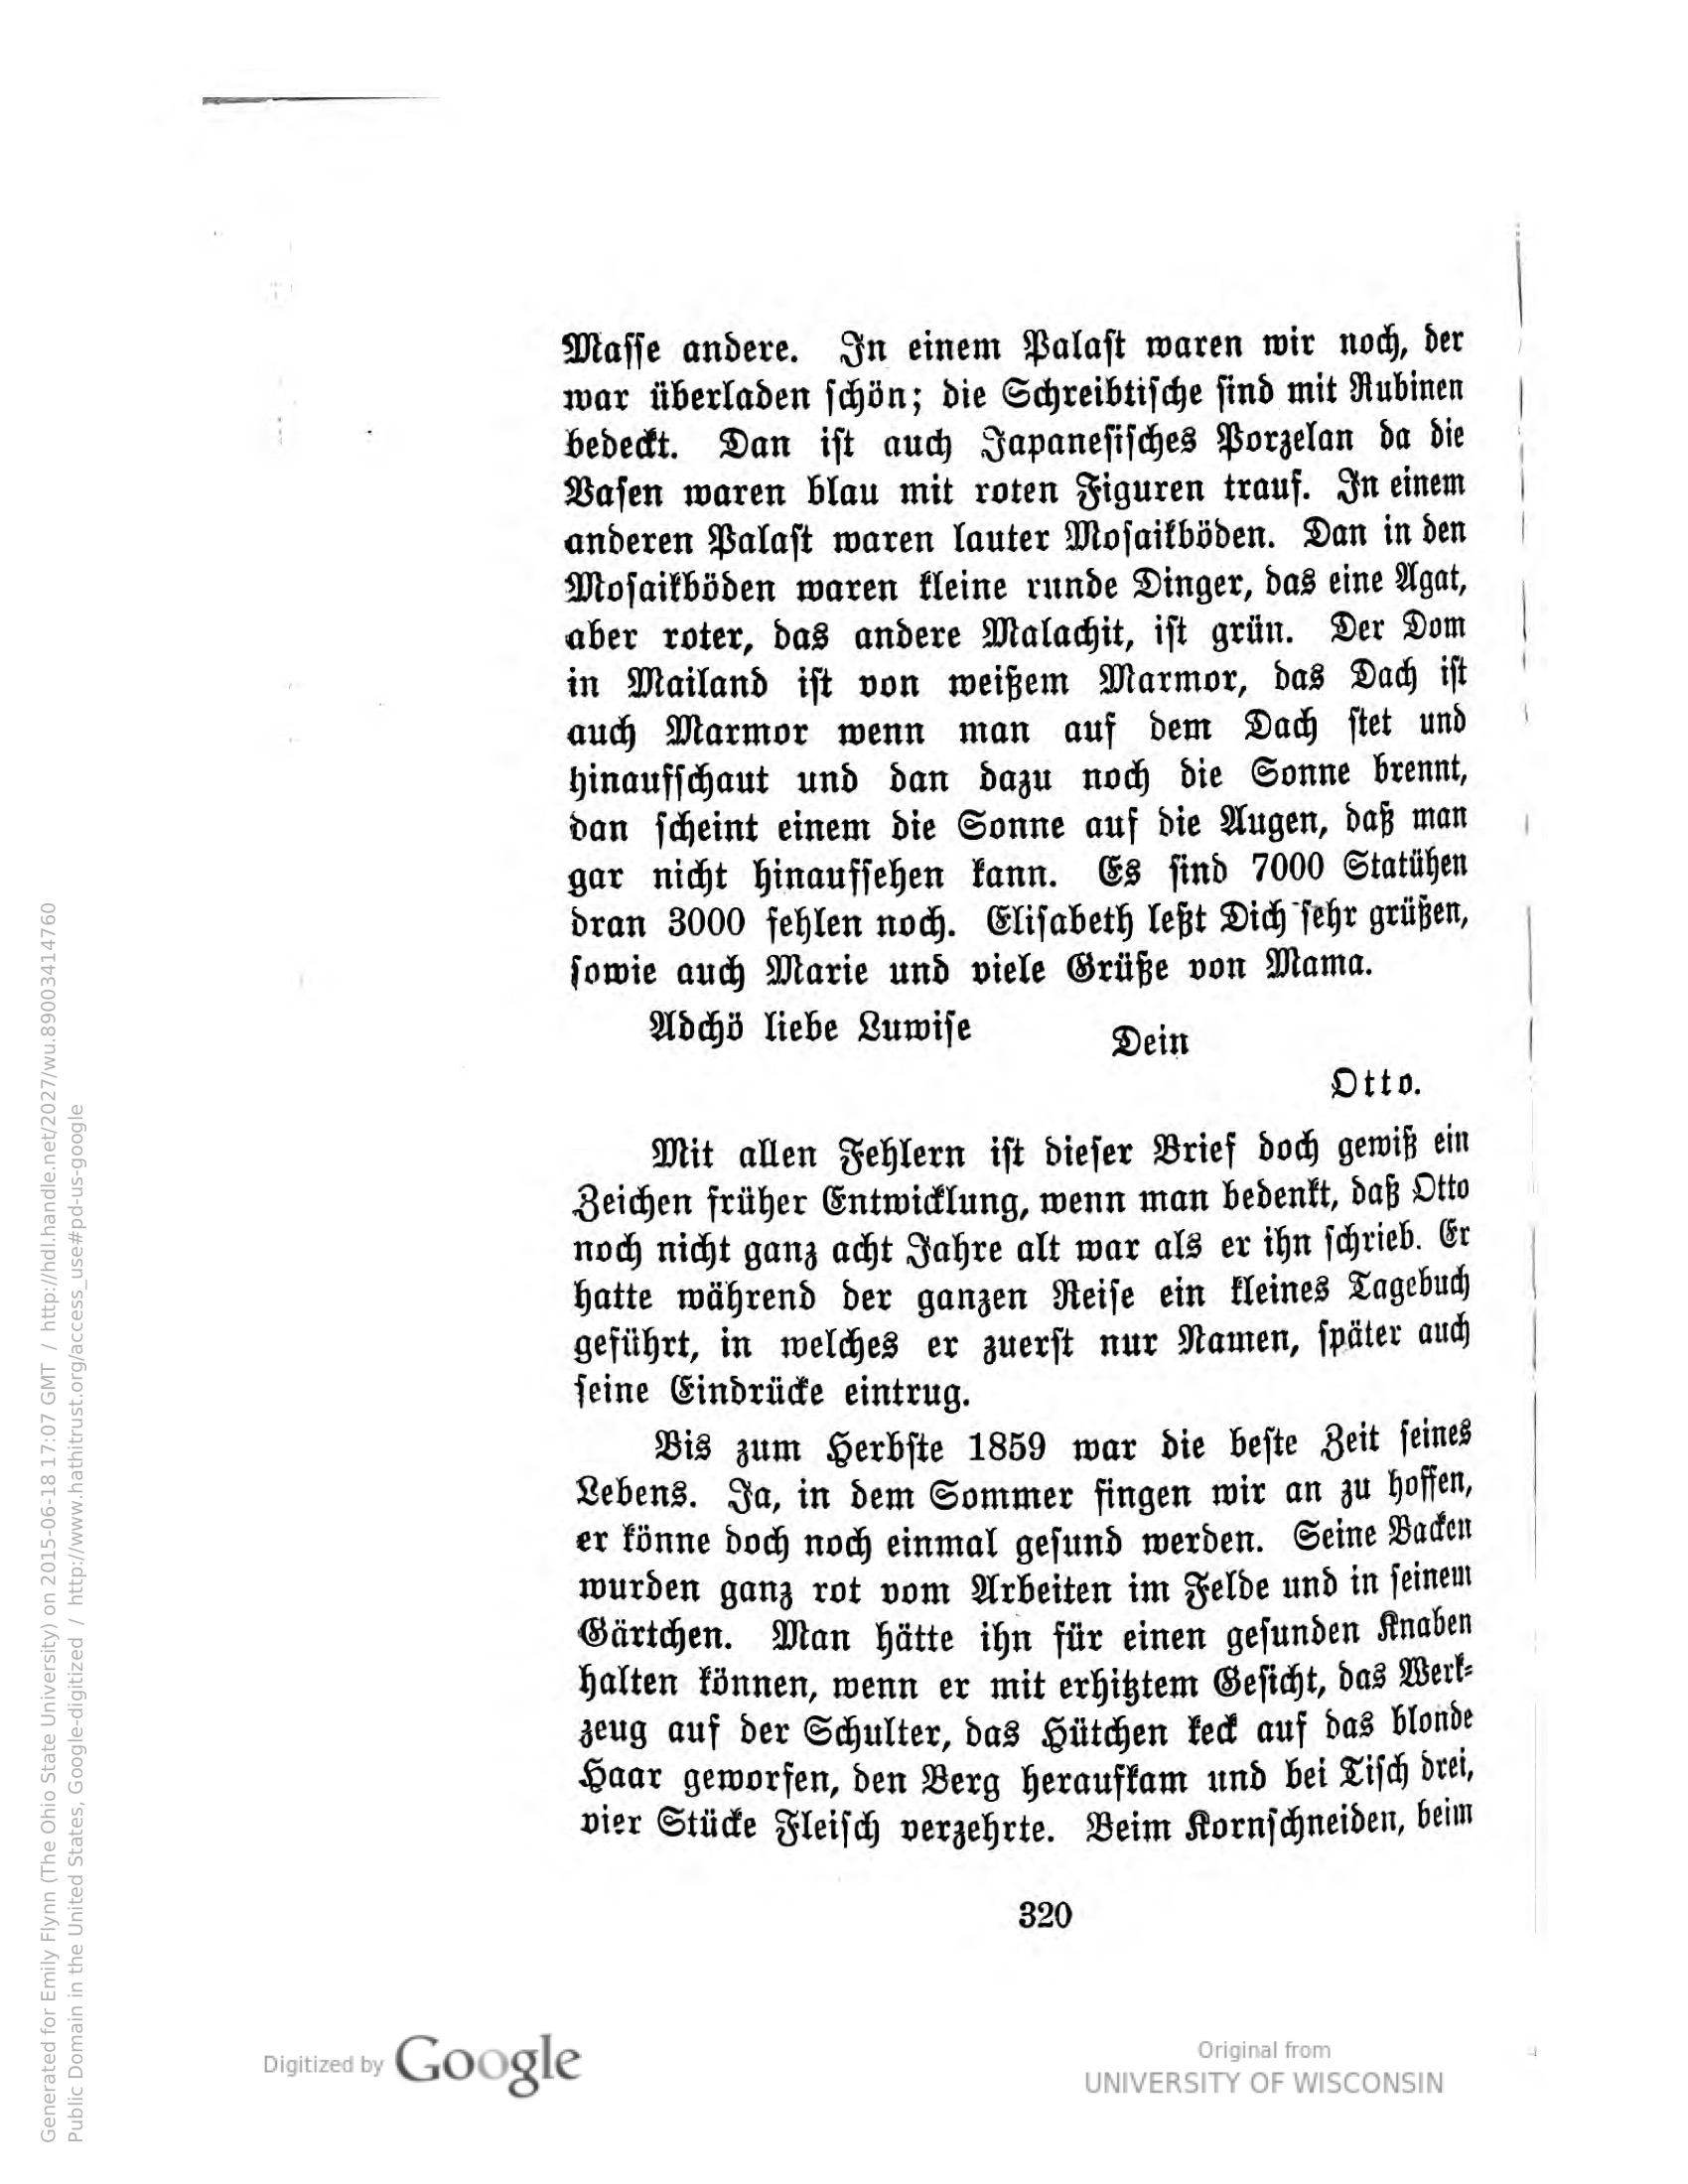 Masse andere. In einem Palast waren wir noch, der
war überladen schön; die Schreibtische sind mit Rubinen
bedeckt. Dan ist auch Japanesisches Porzelan da die
Vasen waren blau mit roten Figuren trauf. In einem
anderen Palast waren lauter Mosaikböden. Dan in den
Mosaikböden waren kleine runde Dinger, das eine Agat,
aber roter, das andere Malachit, ist grün. Der Dom
in Mailand ist von weißem Marmor, das Dach ist
auch Marmor wenn man auf dem Dach stet und
hinaufschaut und dan dazu noch die Sonne brennt,
dan scheint einem die Sonne auf die Augen, daß man
gar nicht hinaufsehen kann. Es sind 7000 Statühen
dran 3000 fehlen noch. Elisabeth leßt Dich sehr grüßen,
sowie auch Marie und viele Grüße von Mama.
Adchö liebe Luwise
Dein
Otto.
Mit allen Fehlern ist dieser Brief doch gewiß ein
Zeichen früher Entwicklung, wenn man bedenkt, daß Otto
noch nicht ganz acht Jahre alt war als er ihn schrieb. Er
hatte während der ganzen Reise ein kleines Tagebuch
geführt, in welches er zuerst nur Namen, später auch
seine Eindrücke eintrug.
Bis zum Herbste 1859 war die beste Zeit seines
Lebens. Ja, in dem Sommer fingen wir an zu hoffen,
er könne doch noch einmal gesund werden. Seine Backen
wurden ganz rot vom Arbeiten im Felde und in seinem
Gärtchen. Man hätte ihn für einen gesunden Knaben
halten können, wenn er mit erhitztem Gesicht, das Werk-
zeug auf der Schulter, das Hütchen keck auf das blonde
Haar geworfen, den Berg heraufkam und bei Tisch drei,
vier Stücke Fleisch verzehrte. Beim Kornschneiden, beim
320
Digitized by Google
Original from
UNIVERSITY OF WISCONSIN
Generated for Emily Flynn (The Ohio State University) on 2015-06-18 17:07 GMT / http://hdl.handle.net/2027/wu.89003414760
Public Domain in the United States, Google-digitized / http://www.hathitrust.org/access_use#pd-us-google